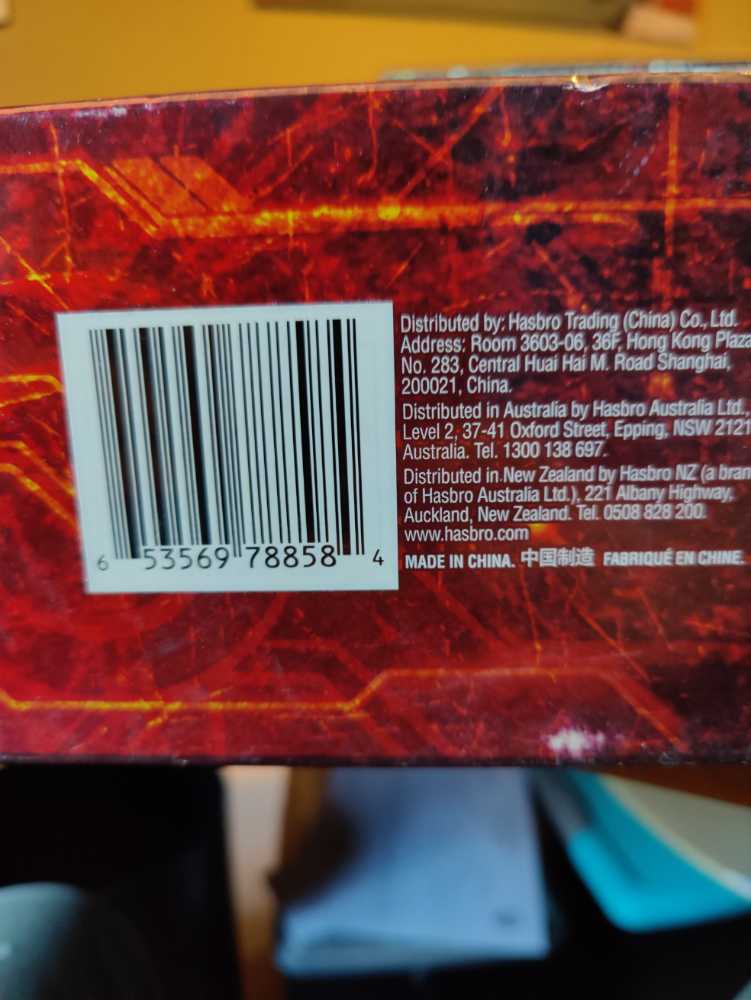 Distributed by: Hasbro Trading (China) Co., Ltd.
Address: Room 3603-06, 36F, Hong Kong Plaza
No. 283, Central Huai Hai M. Road Shanghai,
200021, China.
Distributed in Australia by Hasbro Australia Ltd.,
Level 2, 37-41 Oxford Street, Epping, NSW 2121
Australia. Tel. 1300 138 697.
Distributed in New Zealand by Hasbro NZ (a bran
of Hasbro Australia Ltd.), 221 Albany Highway,
Auckland, New Zealand. Tel. 0508 828 200.
www.hasbro.com
MADE IN CHINA. 中国制造 FABRIQUÉ EN CHINE.
6 53569 78858 4